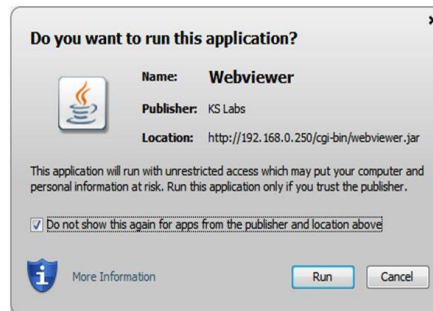 Do you want to run this application?
Name: Webviewer
Publisher: KS Labs
Location: http://192.168.0.250/cgi-bin/webviewer.jar
This application will run with unrestricted access which may put your computer and
personal information at risk. Run this application only if you trust the publisher.
Do not show this again for apps from the publisher and location above
More Information
Run
Cancel